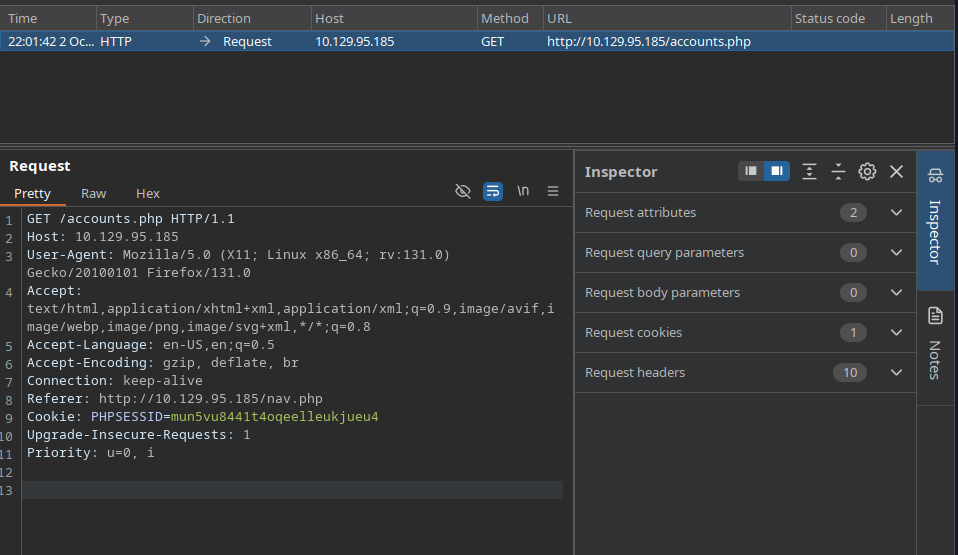 Time Type Direction Host Method URL Status code Length
22:01:42 2 Oc... HTTP → Request 10.129.95.185 GET http://10.129.95.185/accounts.php
Request
Pretty Raw Hex \n
1 GET /accounts.php HTTP/1.1
2 Host: 10.129.95.185
3 User-Agent: Mozilla/5.0 (X11; Linux x86_64; rv:131.0)
Gecko/20100101 Firefox/131.0
4 Accept:
text/html,application/xhtml+xml,application/xml;q=0.9,image/avif,i
mage/webp,image/png,image/svg+xml,*/*;q=0.8
5 Accept-Language: en-US,en;q=0.5
6 Accept-Encoding: gzip, deflate, br
7 Connection: keep-alive
8 Referer: http://10.129.95.185/nav.php
9 Cookie: PHPSESSID=mun5vu8441t4oqeelleukjueu4
10 Upgrade-Insecure-Requests: 1
11 Priority: u=0, i
12
13
Inspector
Request attributes 2
Request query parameters 0
Request body parameters 0
Request cookies 1
Request headers 10
Inspector
Notes